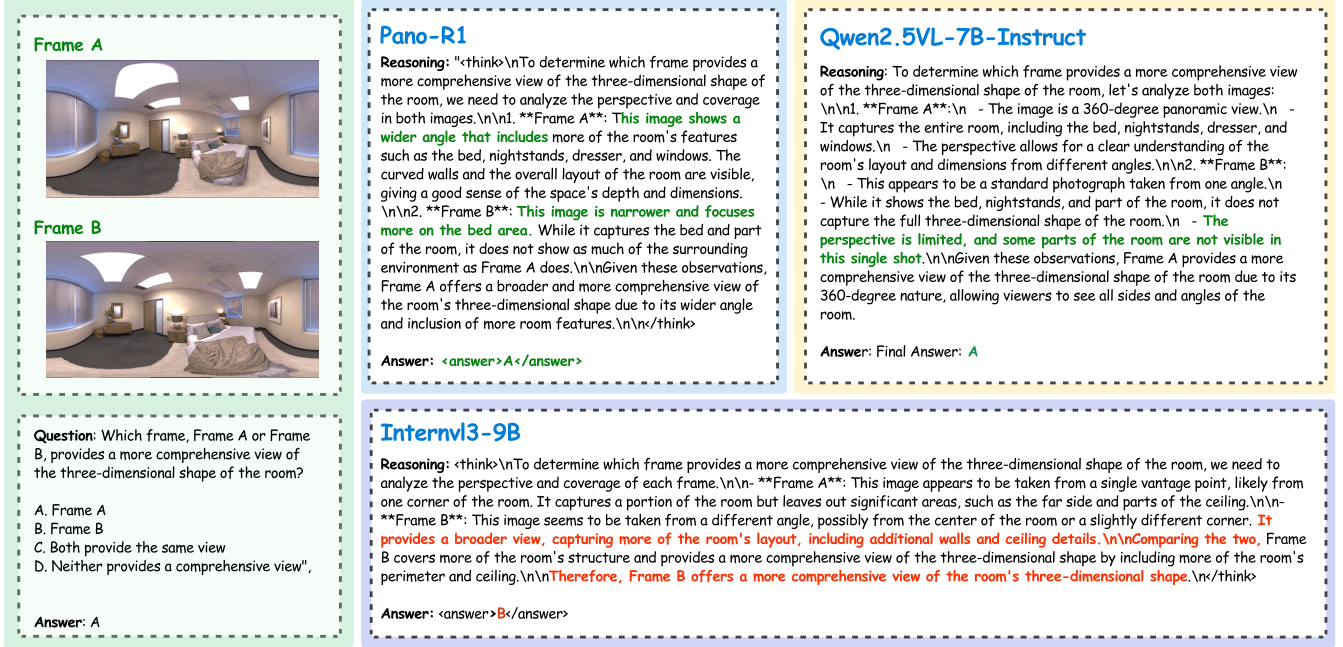 Frame A
Frame B
Question: Which frame, Frame A or Frame
B, provides a more comprehensive view of
the three-dimensional shape of the room?
A. Frame A
B. Frame B
C. Both provide the same view
D. Neither provides a comprehensive view",
Answer: A
Pano-R1
Reasoning: "<think>\nTo determine which frame provides a
more comprehensive view of the three-dimensional shape of
the room, we need to analyze the perspective and coverage
in both images.\n\n1. **Frame A**: This image shows a
wider angle that includes more of the room's features
such as the bed, nightstands, dresser, and windows. The
curved walls and the overall layout of the room are visible,
giving a good sense of the space's depth and dimensions.
\n\n2. **Frame B**: This image is narrower and focuses
more on the bed area. While it captures the bed and part
of the room, it does not show as much of the surrounding
environment as Frame A does.\n\nGiven these observations,
Frame A offers a broader and more comprehensive view of
the room's three-dimensional shape due to its wider angle
and inclusion of more room features.\n\n</think>
Answer: <answer>A</answer>
Qwen2.5VL-7B-Instruct
Reasoning: To determine which frame provides a more comprehensive view
of the three-dimensional shape of the room, let's analyze both images:
\n\n1. **Frame A**:\n   - The image is a 360-degree panoramic view.\n   -
It captures the entire room, including the bed, nightstands, dresser, and
windows.\n   - The perspective allows for a clear understanding of the
room's layout and dimensions from different angles.\n\n2. **Frame B**:
\n   - This appears to be a standard photograph taken from one angle.\n
- While it shows the bed, nightstands, and part of the room, it does not
capture the full three-dimensional shape of the room.\n   - The
perspective is limited, and some parts of the room are not visible in
this single shot.\n\nGiven these observations, Frame A provides a more
comprehensive view of the three-dimensional shape of the room due to its
360-degree nature, allowing viewers to see all sides and angles of the
room.
Answer: Final Answer: A
Internvl3-9B
Reasoning: <think>\nTo determine which frame provides a more comprehensive view of the three-dimensional shape of the room, we need to
analyze the perspective and coverage of each frame.\n\n- **Frame A**: This image appears to be taken from a single vantage point, likely from
one corner of the room. It captures a portion of the room but leaves out significant areas, such as the far side and parts of the ceiling.\n\n-
**Frame B**: This image seems to be taken from a different angle, possibly from the center of the room or a slightly different corner. It
provides a broader view, capturing more of the room's layout, including additional walls and ceiling details.\n\nComparing the two, Frame
B covers more of the room's structure and provides a more comprehensive view of the three-dimensional shape by including more of the room's
perimeter and ceiling.\n\nTherefore, Frame B offers a more comprehensive view of the room's three-dimensional shape.\n</think>
Answer: <answer>B</answer>